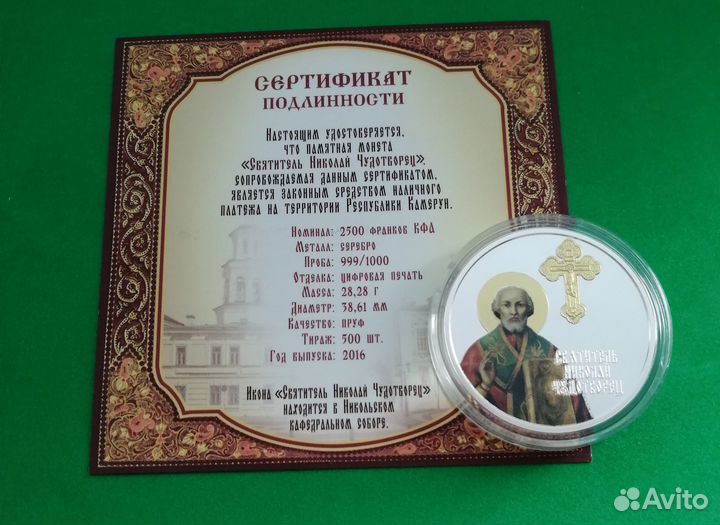 СЕРТИФИКАТ
ПОДЛИННОСТИ
Настоящим удостоверяется,
что памятная монета
«Святитель Николай Чудотворец»,
сопровождаемая данным сертификатом,
является законным средством наличного
платежа на территории Республики Камерун.
Номинал: 2500 франков КФА
Металл: серебро
Проба: 999/1000
Отделка: цифровая печать
Масса: 28,28 г
Диаметр: 38,61 мм
Качество: пруф
Тираж: 500 шт.
Год выпуска: 2016
Икона «Святитель Николай Чудотворец»
находится в Никольском
кафедральном соборе.
СВЯТИТЕЛЬ
НИКОЛАЙ
ЧУДОТВОРЕЦ
Avito